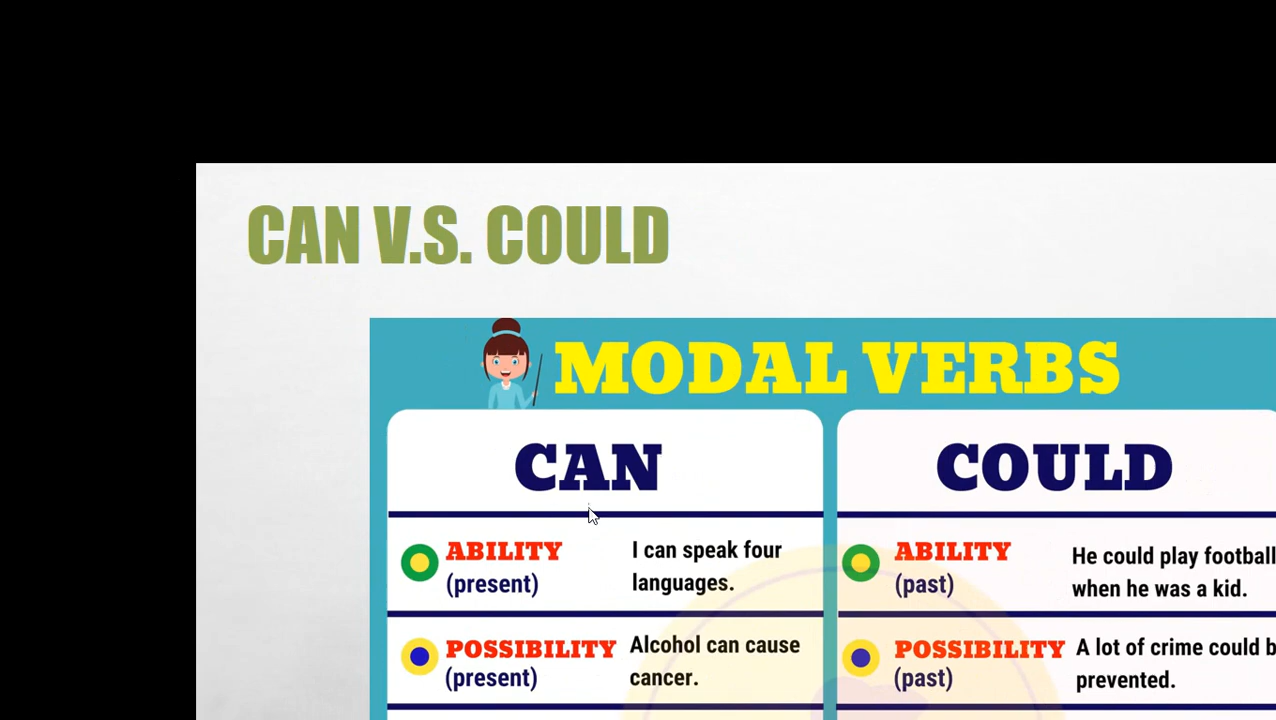 CAN V.S. COULD
MODAL VERBS
CAN
COULD
ABILITY
(present)
I can speak four
languages.
ABILITY
(past)
He could play football
when he was a kid.
POSSIBILITY
(present)
Alcohol can cause
cancer.
POSSIBILITY
(past)
A lot of crime could
prevented.